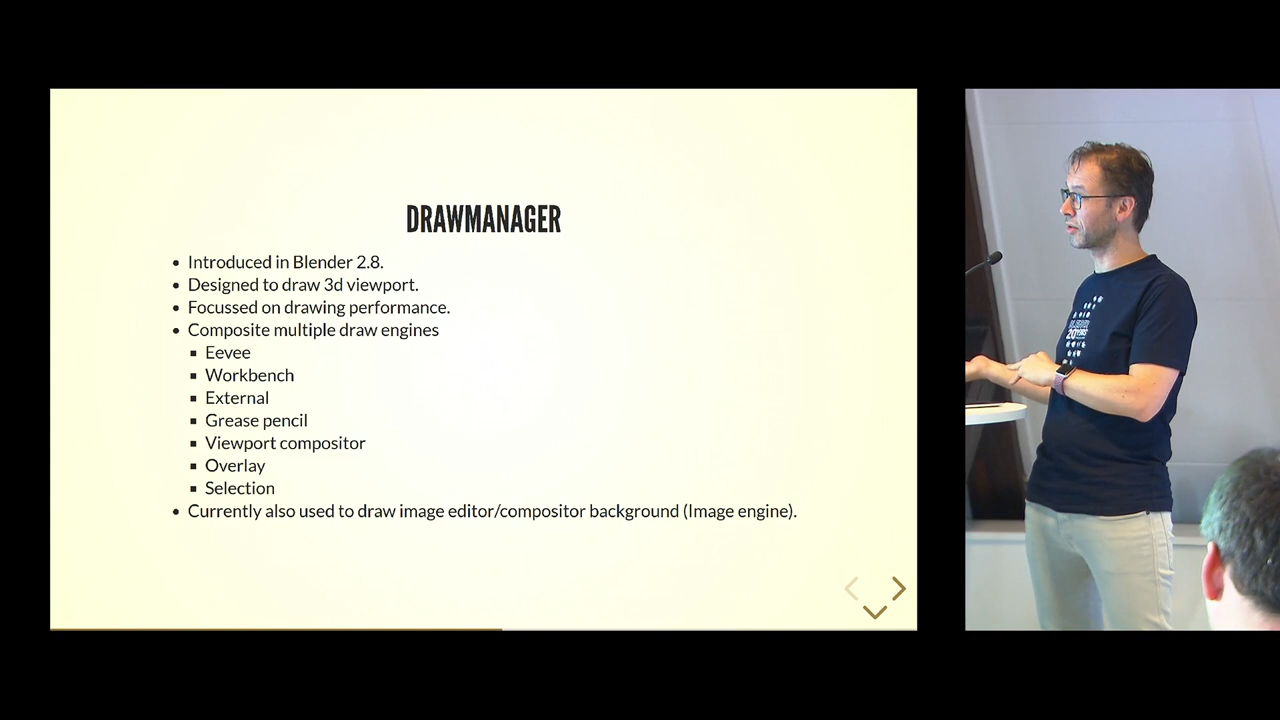 DRAWMANAGER
Introduced in Blender 2.8.
Designed to draw 3d viewport.
Focussed on drawing performance.
Composite multiple draw engines
Eevee
Workbench
External
Grease pencil
Viewport compositor
Overlay
Selection
Currently also used to draw image editor/compositor background (Image engine).
20